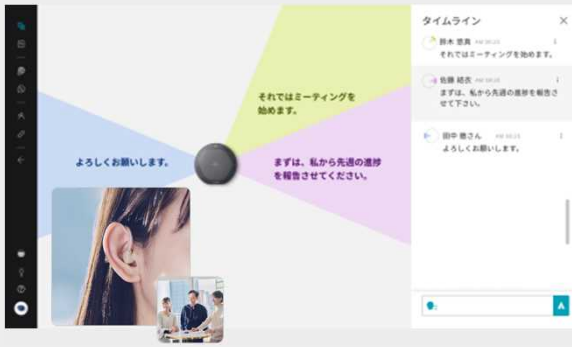 タイムライン
鈴木 悠真
それではミーティングを始めます。
佐藤 結衣
まずは、私から先週の進捗を報告さ
せて下さい。
田中 徹さん
よろしくお願いします。
それではミーティングを
始めます。
よろしくお願いします。
まずは、私から先週の進捗
を報告させてください。
A